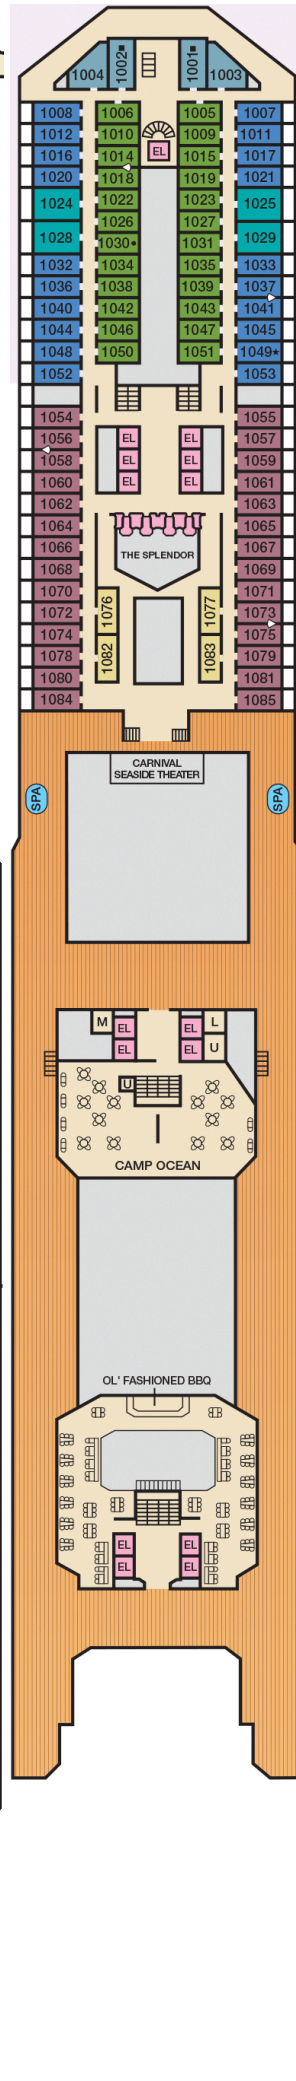 1004 1002■ 1001■ 1003
1008 1006 1005 1007
1012 1010 EL 1009 1011
1016 1014 1015 1017
1020 1018 1019 1021
1024 1022 1023 1025
1026 1027
1028 1030● 1031 1029
1032 1034 1035 1033
1036 1038 1039 1037
1040 1042 1043 1041
1044 1046 1047 1045
1048 1050 1051 1049★
1052 1053
1054 1055
1056 EL EL 1057
1058 EL EL 1059
1060 EL EL 1061
1062 1063
1064 1065
1066 THE SPLENDOR 1067
1068 1069
1070 1071
1072 1076 1077 1073
1074 1075
1078 1082 1083 1079
1080 1081
1084 1085
CARNIVAL
SEASIDE THEATER
SPA SPA
M EL EL L
EL EL U
U
CAMP OCEAN
OL' FASHIONED BBQ
EL EL
EL EL